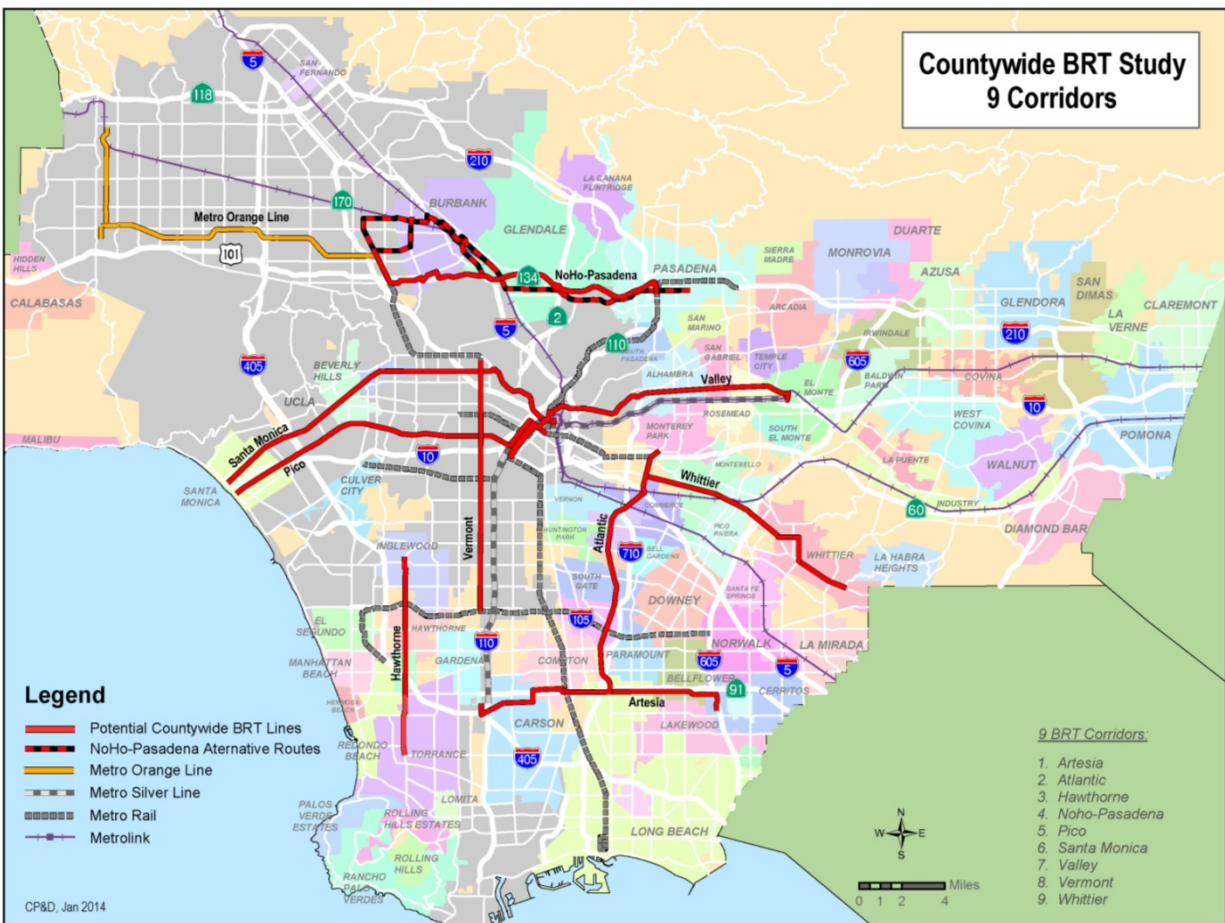 Countywide BRT Study
9 Corridors
5
SAN
FERNANDO
118
210
LA CANANA
FLINTRIDGE
170
BURBANK
GLENDALE
Metro Orange Line
101
HIDDEN
HILLS
CALABASAS
134
NoHo-Pasadena
PASADENA
2
5
110
SIERRA
MADRE
MONROVIA
DUARTE
AZUSA
ARCADIA
GLENDORA
SAN
DIMAS
LA
VERNE
CLAREMONT
210
SAN
MARINO
SOUTH
PASADENA
SAN
GABRIEL
TEMPLE
CITY
IRWINDALE
605
BALDWIN
PARK
COVINA
405
BEVERLY
HILLS
UCLA
ALHAMBRA
Valley
EL
MONTE
ROSEMEAD
WEST
COVINA
10
POMONA
MALIBU
Santa Monica
Pico
10
MONTEREY
PARK
SOUTH
EL MONTE
LA PUENTE
WALNUT
SANTA
MONICA
CULVER
CITY
MONTEBELLO
Whittier
60
INDUSTRY
DIAMOND BAR
VERNON
COMMERCE
Vermont
HUNTINGTON
PARK
Atlantic
710
BELL
GARDENS
PICO
RIVERA
WHITTIER
LA HABRA
HEIGHTS
INGLEWOOD
SOUTH
GATE
DOWNEY
SANTA FE
SPRINGS
EL
SEGUNDO
HAWTHORNE
105
NORWALK
LA MIRADA
MANHATTAN
BEACH
Hawthorne
GARDENA
110
COMPTON
PARAMOUNT
605
5
BELLFLOWER
91
CERRITOS
HERMOSA
BEACH
Artesia
LAKEWOOD
REDONDO
BEACH
TORRANCE
CARSON
405
PALOS
VERDE
ESTATES
LOMITA
ROLLING
HILLS ESTATES
ROLLING
HILLS
RANCHO
PALO
VERDES
LONG BEACH
Legend
Potential Countywide BRT Lines
NoHo-Pasadena Aternative Routes
Metro Orange Line
Metro Silver Line
Metro Rail
Metrolink
9 BRT Corridors:
1. Artesia
2. Atlantic
3. Hawthorne
4. Noho-Pasadena
5. Pico
6. Santa Monica
7. Valley
8. Vermont
9. Whittier
N
W E
S
Miles
0 1 2 4
CP&D, Jan 2014